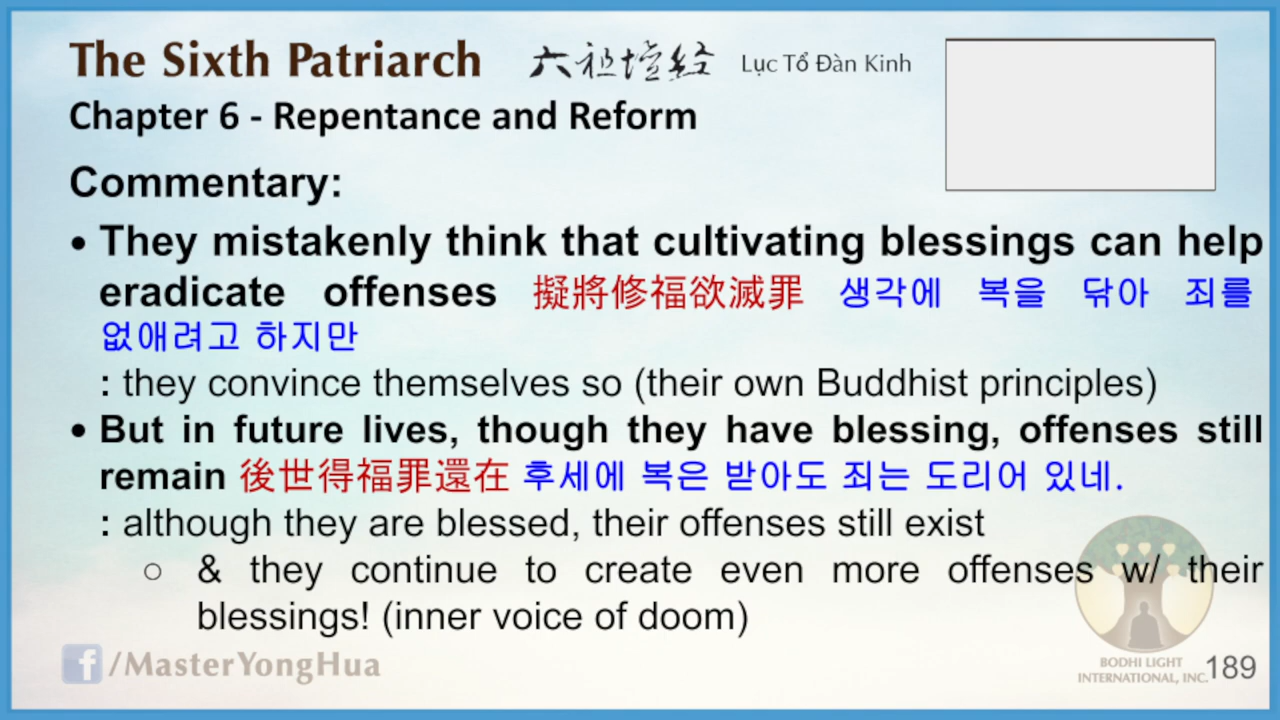 The Sixth Patriarch 六祖壇經 Lục Tổ Đàn Kinh
Chapter 6 - Repentance and Reform
Commentary:
• They mistakenly think that cultivating blessings can help
eradicate offenses 擬將修福欲滅罪 생각에 복을 닦아 죄를
없애려고 하지만
: they convince themselves so (their own Buddhist principles)
• But in future lives, though they have blessing, offenses still
remain 後世得福罪還在 후세에 복은 받아도 죄는 도리어 있네.
: although they are blessed, their offenses still exist
○ & they continue to create even more offenses w/ their
blessings! (inner voice of doom)
f /MasterYongHua
BODHI LIGHT
INTERNATIONAL, INC.
189